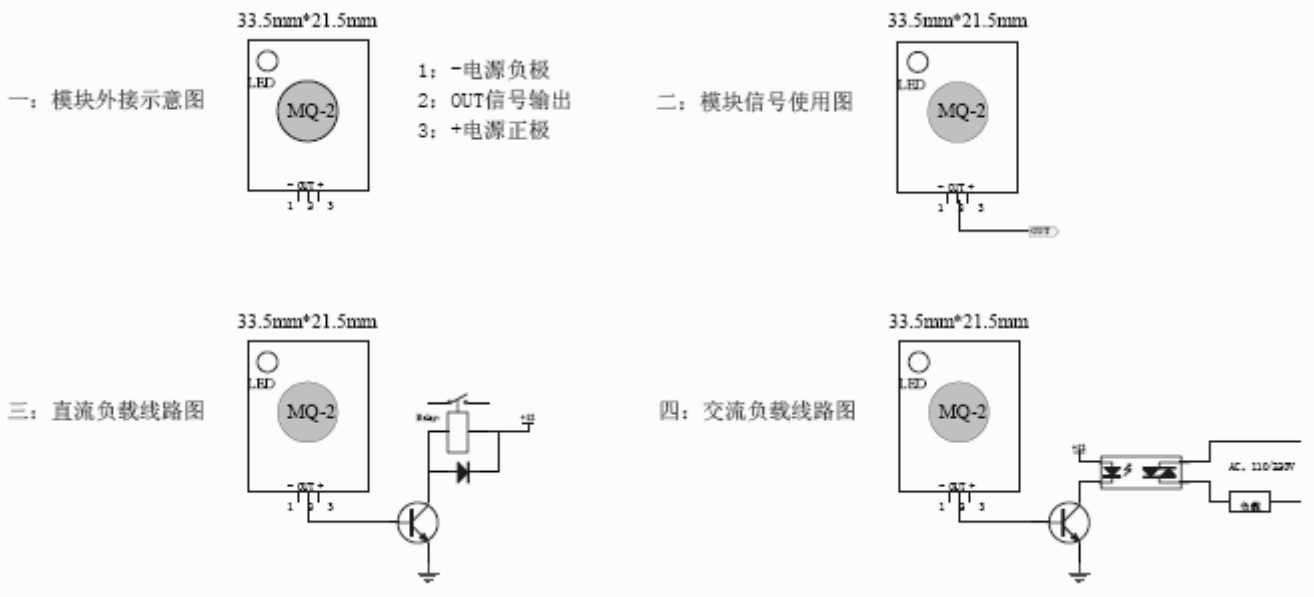 33.5mm*21.5mm
LED
MQ-2
- OUT +
1 2 3
一：模块外接示意图
1：-电源负极
2：OUT信号输出
3：+电源正极
33.5mm*21.5mm
LED
MQ-2
- OUT +
1 2 3
OUT
二：模块信号使用图
33.5mm*21.5mm
LED
MQ-2
- OUT +
1 2 3
三：直流负载线路图
Relay
33.5mm*21.5mm
LED
MQ-2
- OUT +
1 2 3
四：交流负载线路图
AC, 110/220V
负载